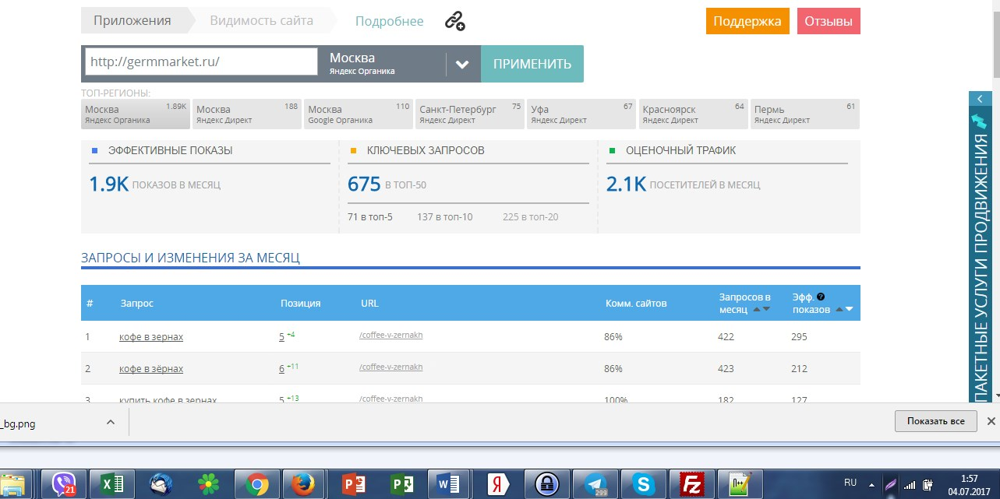 Приложения Видимость сайта Подробнее Поддержка Отзывы
http://germmarket.ru/ Москва Яндекс Органика ПРИМЕНИТЬ
ТОП-РЕГИОНЫ:
Москва 1.89K Москва 188 Москва 110 Санкт-Петербург 75 Уфа 67 Красноярск 64 Пермь 61
Яндекс Органика Яндекс Директ Google Органика Яндекс Директ Яндекс Директ Яндекс Директ Яндекс Директ
ЭФФЕКТИВНЫЕ ПОКАЗЫ КЛЮЧЕВЫХ ЗАПРОСОВ ОЦЕНОЧНЫЙ ТРАФИК
1.9K ПОКАЗОВ В МЕСЯЦ 675 В ТОП-50 2.1K ПОСЕТИТЕЛЕЙ В МЕСЯЦ
71 в топ-5 137 в топ-10 225 в топ-20
ЗАПРОСЫ И ИЗМЕНЕНИЯ ЗА МЕСЯЦ
# Запрос Позиция URL Комм. сайтов Запросов в месяц Эфф. ? показов
1 кофе в зернах 5 +4 /coffee-v-zernakh 86% 422 295
2 кофе в зёрнах 6 +11 /coffee-v-zernakh 86% 423 212
3 купить кофе в зернах 5 +13 /coffee-v-zernakh 100% 182 127
ПАКЕТНЫЕ УСЛУГИ ПРОДВИЖЕНИЯ
_bg.png Показать все
21 299 RU 1:57
04.07.2017